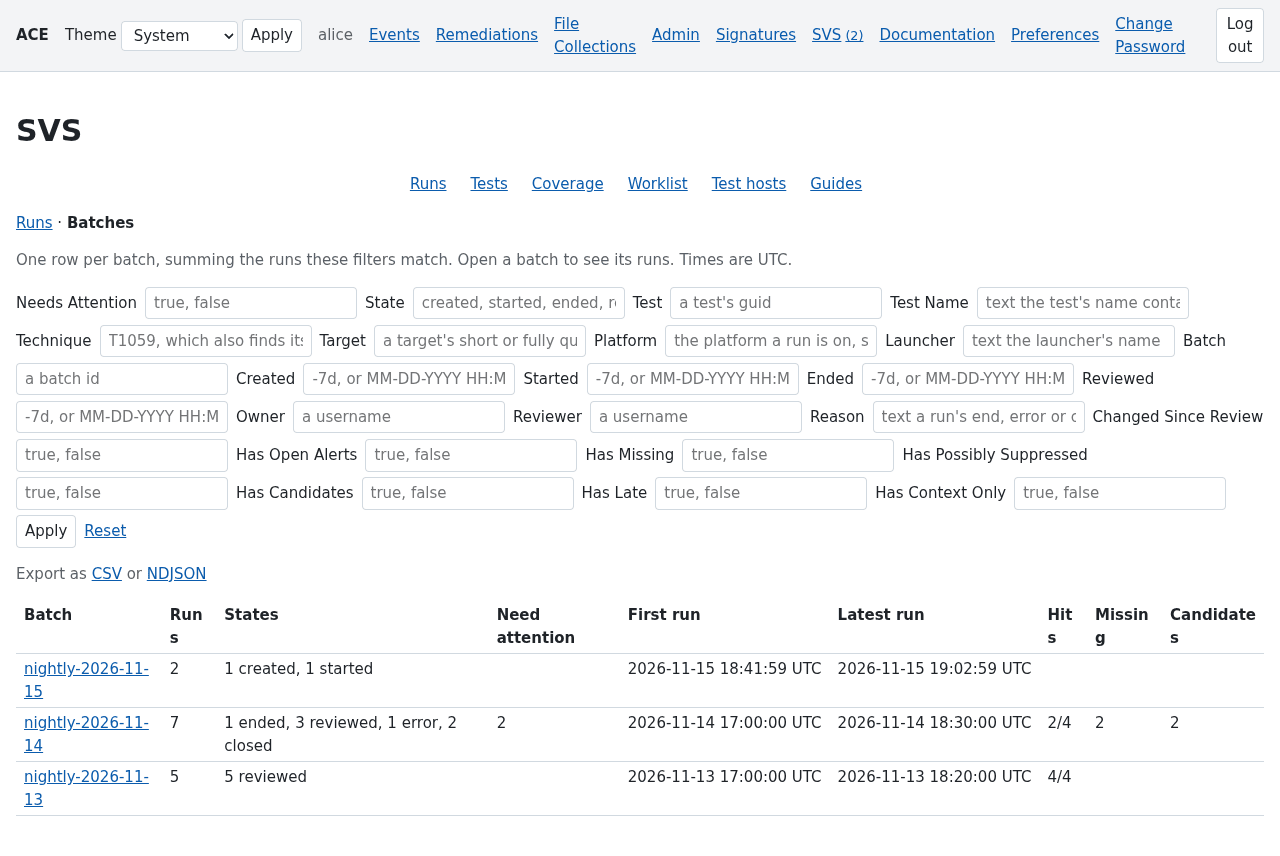 ACE Theme System Apply alice Events Remediations File Collections Admin Signatures SVS (2) Documentation Preferences Change Password Log out
SVS
Runs Tests Coverage Worklist Test hosts Guides
Runs · Batches
One row per batch, summing the runs these filters match. Open a batch to see its runs. Times are UTC.
Needs Attention true, false State created, started, ended, Test a test's guid Test Name text the test's name
Technique T1059, which also finds Target a target's short or fully Platform the platform a run is on, Launcher text the launcher's name Batch
a batch id Created -7d, or MM-DD-YYYY HH:M Started -7d, or MM-DD-YYYY HH:M Ended -7d, or MM-DD-YYYY HH:M Reviewed
-7d, or MM-DD-YYYY HH:M Owner a username Reviewer a username Reason text a run's end, error or Changed Since Review
true, false Has Open Alerts true, false Has Missing true, false Has Possibly Suppressed
true, false Has Candidates true, false Has Late true, false Has Context Only true, false
Apply Reset
Export as CSV or NDJSON
Batch Runs States Need attention First run Latest run Hits Missing Candidates
nightly-2026-11-15 2 1 created, 1 started 2026-11-15 18:41:59 UTC 2026-11-15 19:02:59 UTC
nightly-2026-11-14 7 1 ended, 3 reviewed, 1 error, 2 closed 2 2026-11-14 17:00:00 UTC 2026-11-14 18:30:00 UTC 2/4 2 2
nightly-2026-11-13 5 5 reviewed 2026-11-13 17:00:00 UTC 2026-11-13 18:20:00 UTC 4/4